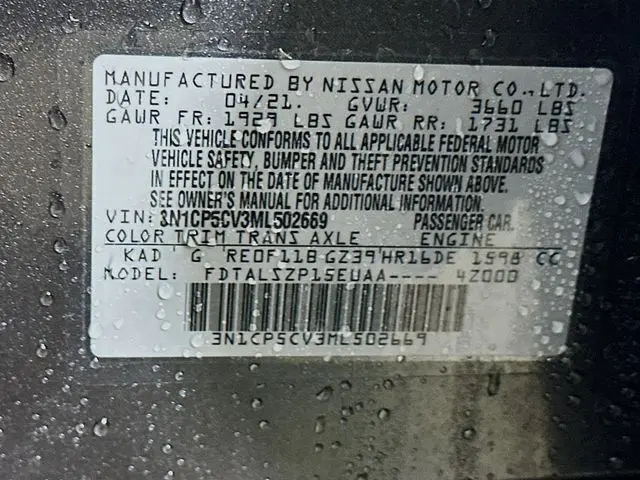 MANUFACTURED BY NISSAN MOTOR CO., LTD.
DATE: 04/21. GVWR: 3660 LBS
GAWR FR: 1929 LBS GAWR RR: 1731 LBS
THIS VEHICLE CONFORMS TO ALL APPLICABLE FEDERAL MOTOR
VEHICLE SAFETY, BUMPER AND THEFT PREVENTION STANDARDS
IN EFFECT ON THE DATE OF MANUFACTURE SHOWN ABOVE.
SEE OWNER'S MANUAL FOR ADDITIONAL INFORMATION.
VIN: 3N1CP5CV3ML502669 PASSENGER CAR.
COLOR TRIM TRANS AXLE ENGINE
KAD G RE0F11B GZ39 HR16DE 1598 CC
MODEL: FDTALSZP15EUAA---- 4Z000
3N1CP5CV3ML502669